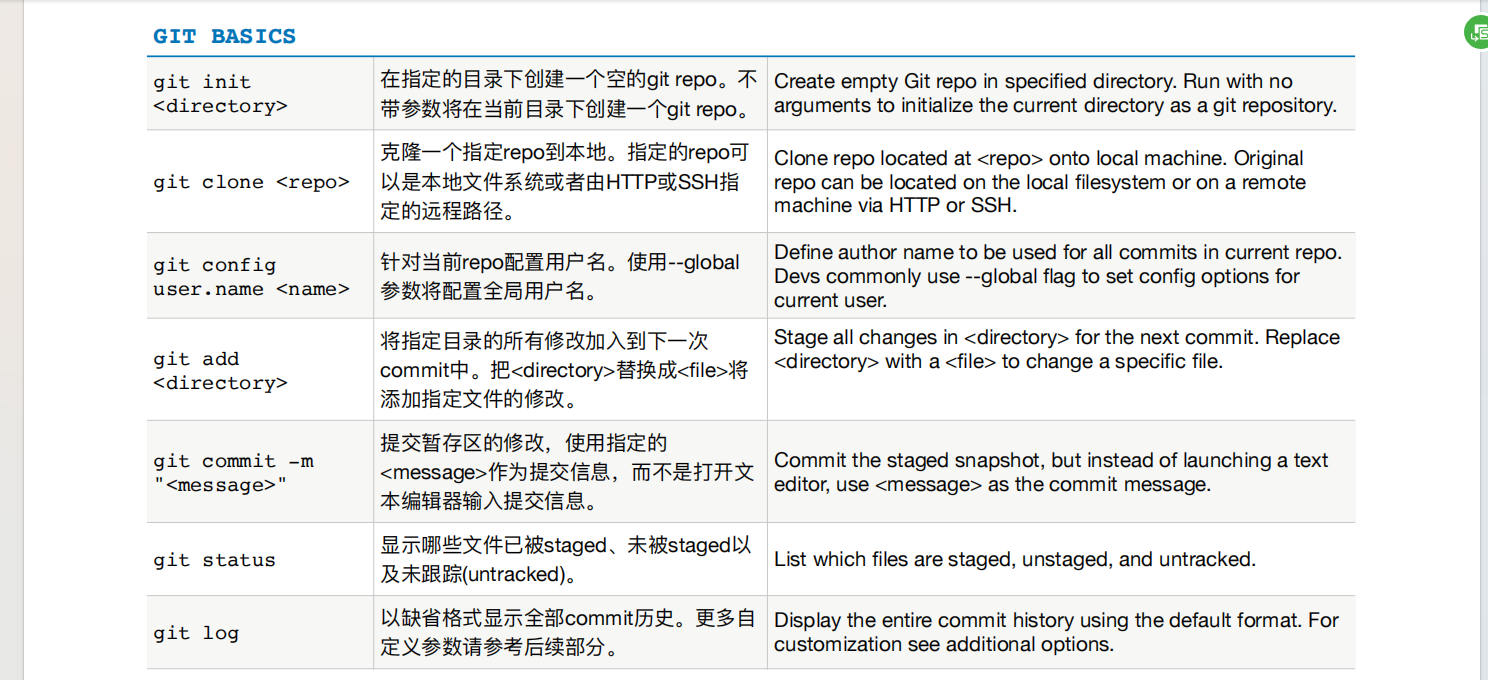 GIT BASICS
git init
<directory>
在指定的目录下创建一个空的git repo。不
带参数将在当前目录下创建一个git repo。
Create empty Git repo in specified directory. Run with no
arguments to initialize the current directory as a git repository.
git clone <repo>
克隆一个指定repo到本地。指定的repo可
以是本地文件系统或者由HTTP或SSH指
定的远程路径。
Clone repo located at <repo> onto local machine. Original
repo can be located on the local filesystem or on a remote
machine via HTTP or SSH.
git config
user.name <name>
针对当前repo配置用户名。使用--global
参数将配置全局用户名。
Define author name to be used for all commits in current repo.
Devs commonly use --global flag to set config options for
current user.
git add
<directory>
将指定目录的所有修改加入到下一次
commit中。把<directory>替换成<file>将
添加指定文件的修改。
Stage all changes in <directory> for the next commit. Replace
<directory> with a <file> to change a specific file.
git commit -m
"<message>"
提交暂存区的修改，使用指定的
<message>作为提交信息，而不是打开文
本编辑器输入提交信息。
Commit the staged snapshot, but instead of launching a text
editor, use <message> as the commit message.
git status
显示哪些文件已被staged、未被staged以
及未跟踪(untracked)。
List which files are staged, unstaged, and untracked.
git log
以缺省格式显示全部commit历史。更多自
定义参数请参考后续部分。
Display the entire commit history using the default format. For
customization see additional options.